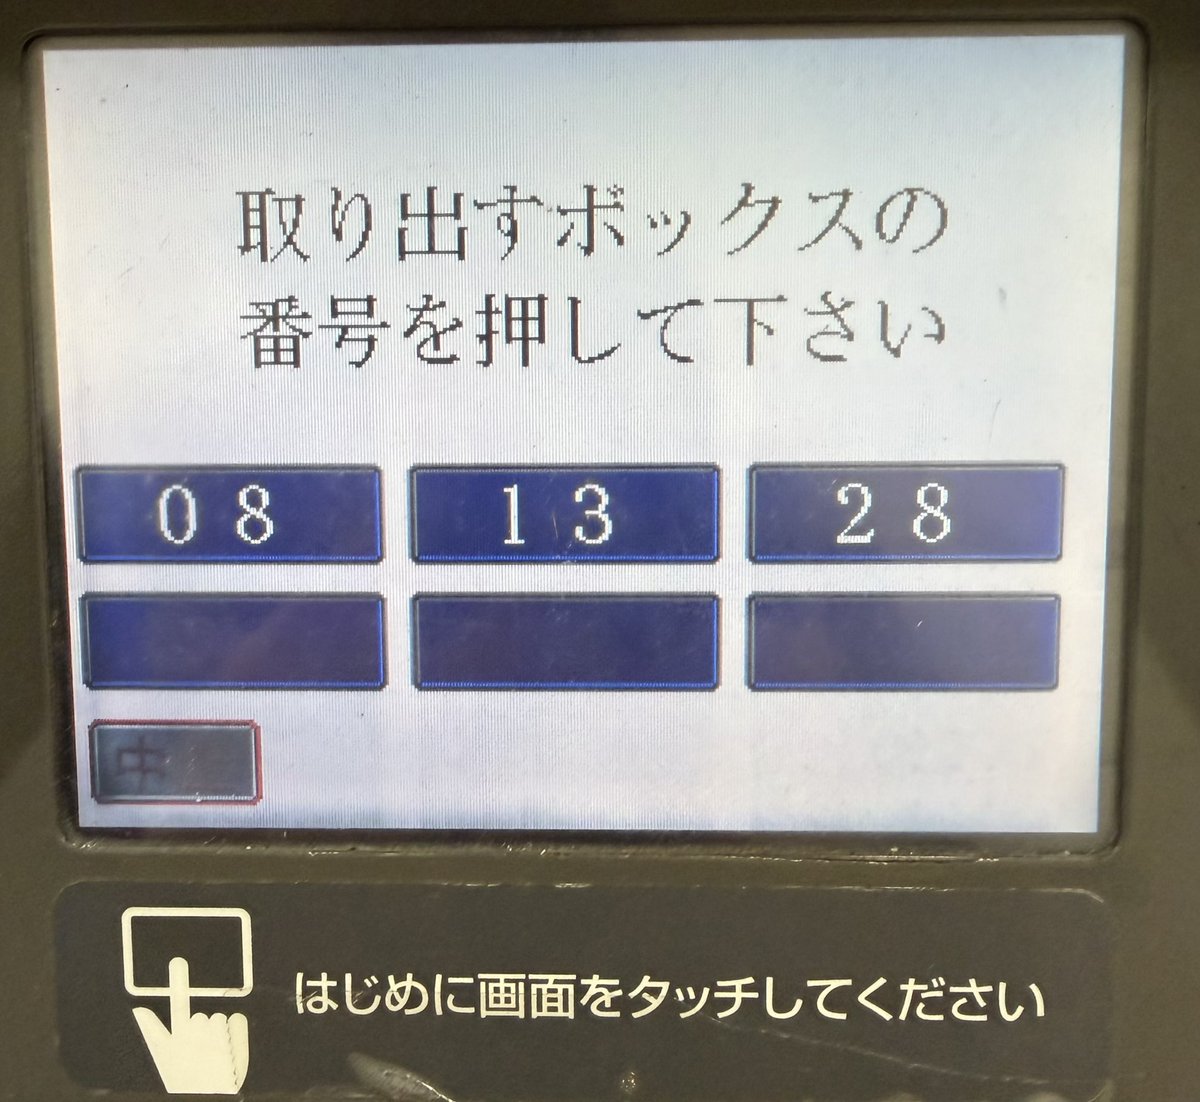 取り出すボックスの
番号を押して下さい
08 13 28
中
はじめに画面をタッチしてください